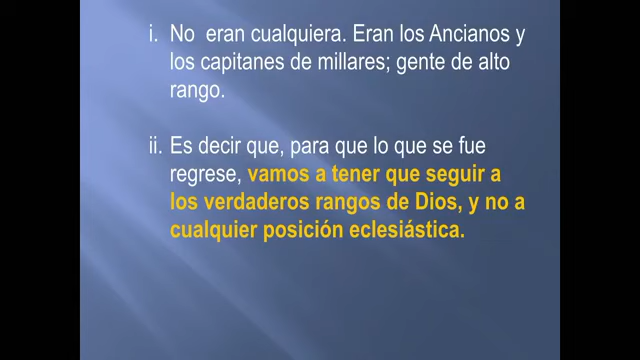 i. No eran cualquiera. Eran los Ancianos y
los capitanes de millares; gente de alto
rango.
ii. Es decir que, para que lo que se fue
regrese, vamos a tener que seguir a
los verdaderos rangos de Dios, y no a
cualquier posición eclesiástica.